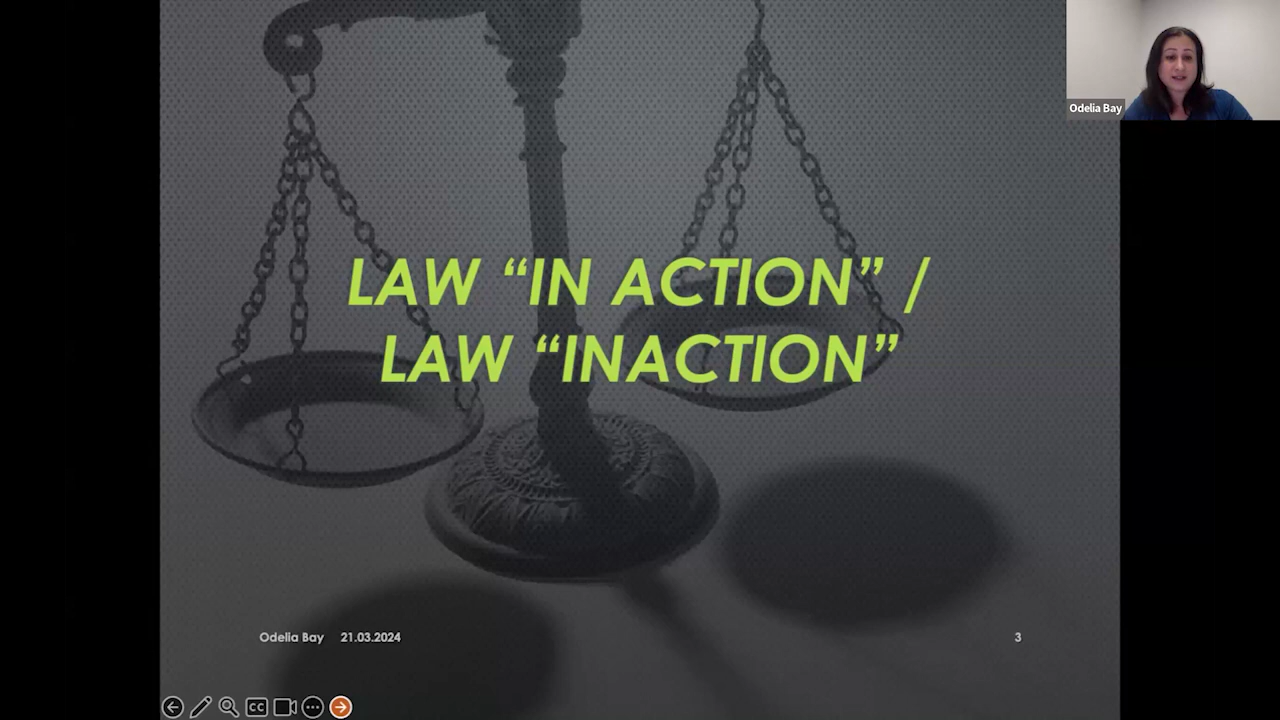 Odelia Bay
LAW “IN ACTION” /
LAW “INACTION”
Odelia Bay 21.03.2024
3
CC